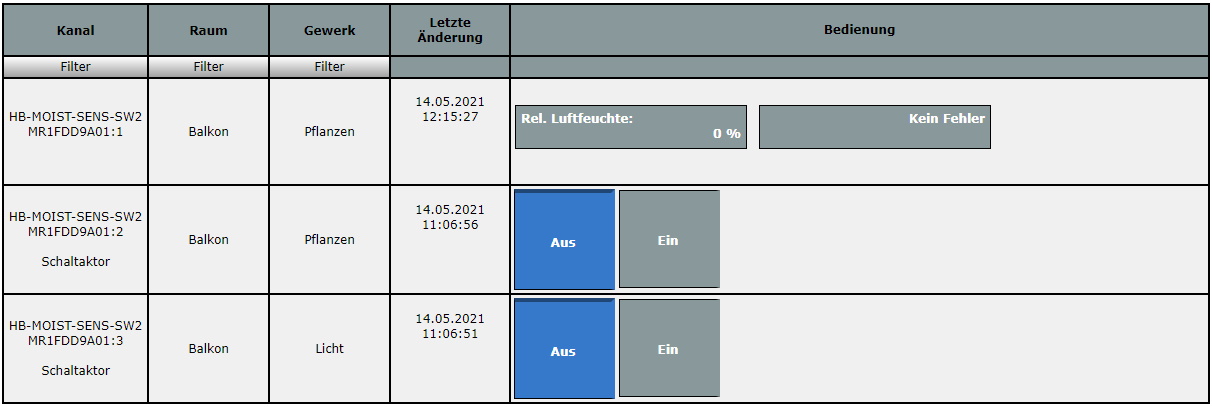 Kanal
Raum
Gewerk
Letzte
Änderung
Bedienung
Filter
Filter
Filter
HB-MOIST-SENS-SW2
MR1FDD9A01:1
Balkon
Pflanzen
14.05.2021
12:15:27
Rel. Luftfeuchte:
0 %
Kein Fehler
HB-MOIST-SENS-SW2
MR1FDD9A01:2
Schaltaktor
Balkon
Pflanzen
14.05.2021
11:06:56
Aus
Ein
HB-MOIST-SENS-SW2
MR1FDD9A01:3
Schaltaktor
Balkon
Licht
14.05.2021
11:06:51
Aus
Ein